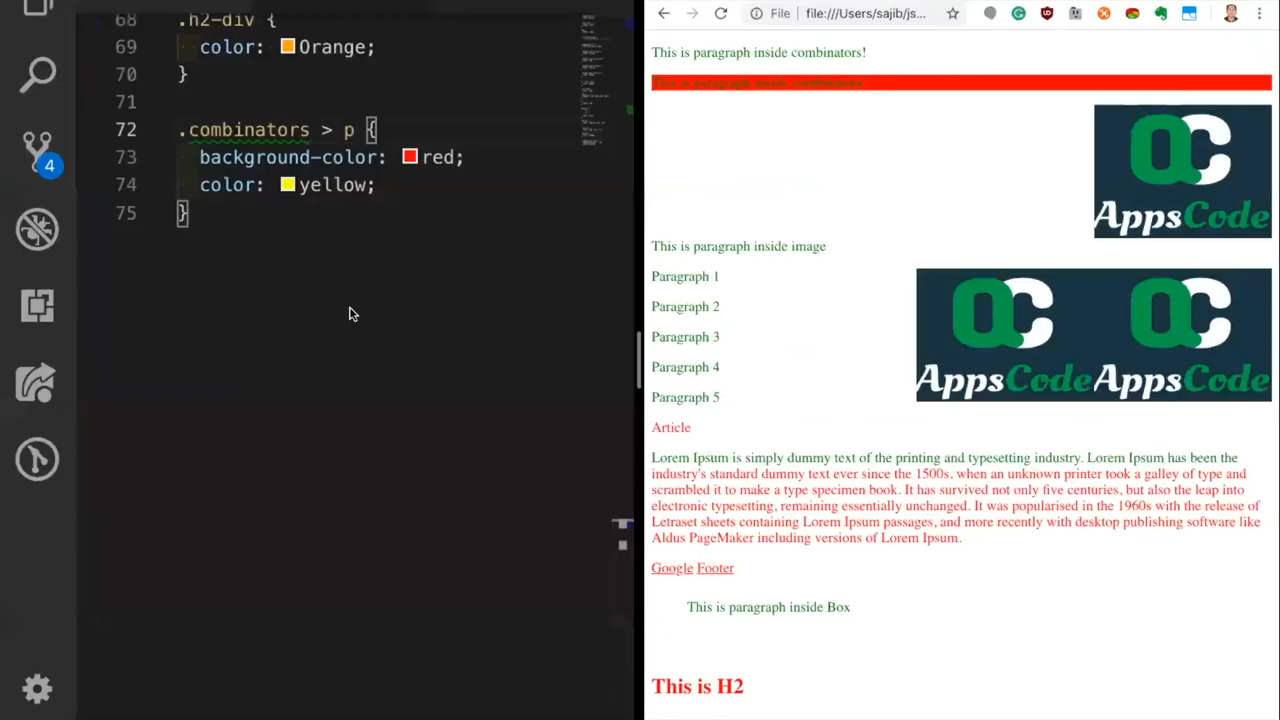 68 .h2-div {
69 color: Orange;
70 }
71
72 .combinators > p {
73 background-color: red;
74 color: yellow;
75 }
4
File file:///Users/sajib/js...
This is paragraph inside combinators!
This is paragraph inside combinators
AppsCode
This is paragraph inside image
Paragraph 1
Paragraph 2
Paragraph 3
Paragraph 4
Paragraph 5
AppsCode AppsCode
Article
Lorem Ipsum is simply dummy text of the printing and typesetting industry. Lorem Ipsum has been the
industry's standard dummy text ever since the 1500s, when an unknown printer took a galley of type and
scrambled it to make a type specimen book. It has survived not only five centuries, but also the leap into
electronic typesetting, remaining essentially unchanged. It was popularised in the 1960s with the release of
Letraset sheets containing Lorem Ipsum passages, and more recently with desktop publishing software like
Aldus PageMaker including versions of Lorem Ipsum.
Google Footer
This is paragraph inside Box
This is H2